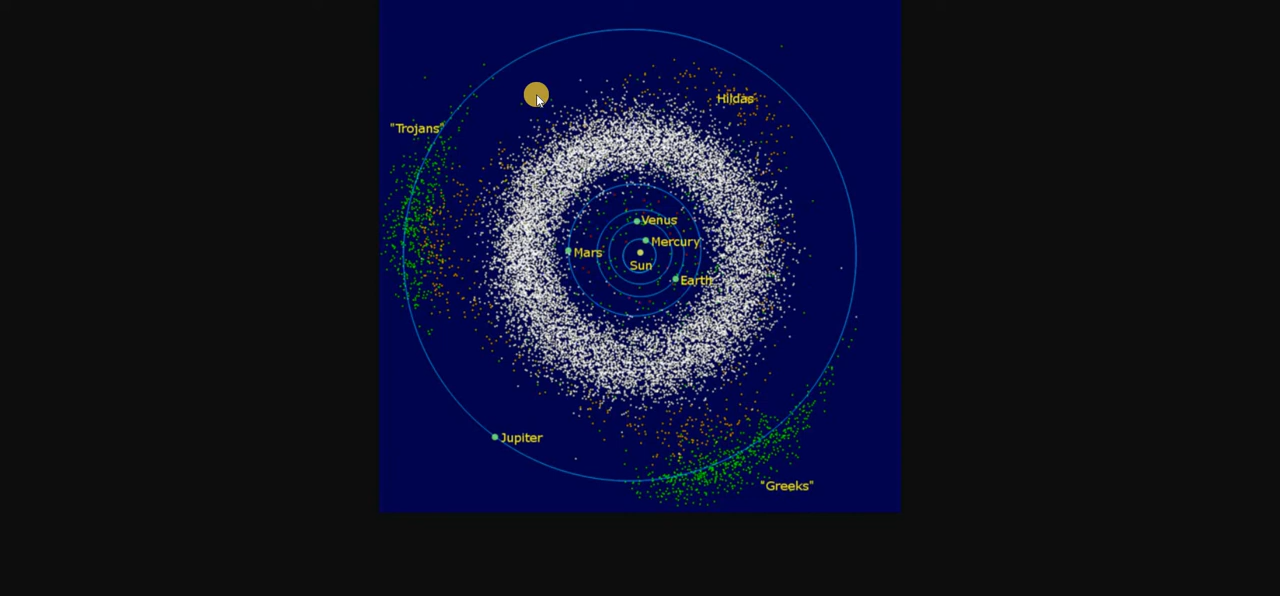 Hildas
"Trojans"
Venus
Mercury
Mars
Sun
Earth
Jupiter
"Greeks"